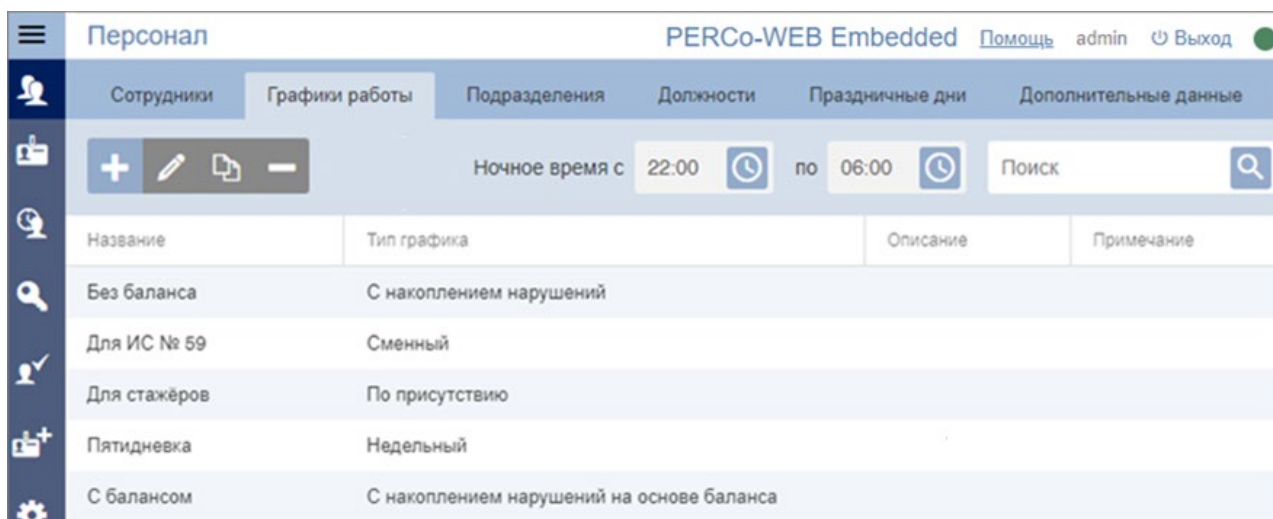 Персонал PERCo-WEB Embedded Помощь admin Выход
Сотрудники Графики работы Подразделения Должности Праздничные дни Дополнительные данные
Ночное время с 22:00 по 06:00 Поиск
Название Тип графика Описание Примечание
Без баланса С накоплением нарушений
Для ИС № 59 Сменный
Для стажёров По присутствию
Пятидневка Недельный
С балансом С накоплением нарушений на основе баланса